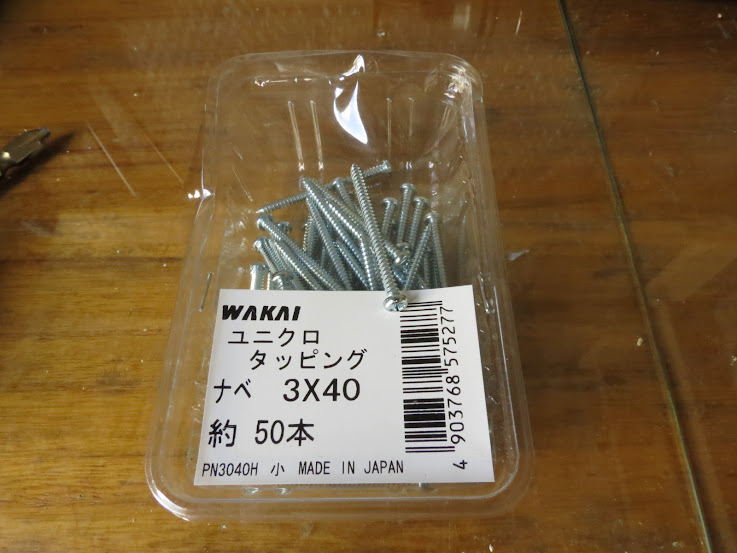 WAKAI
ユニクロ
タッピング
ナベ 3X40
約 50本
PN3040H 小 MADE IN JAPAN
4 903768 575277